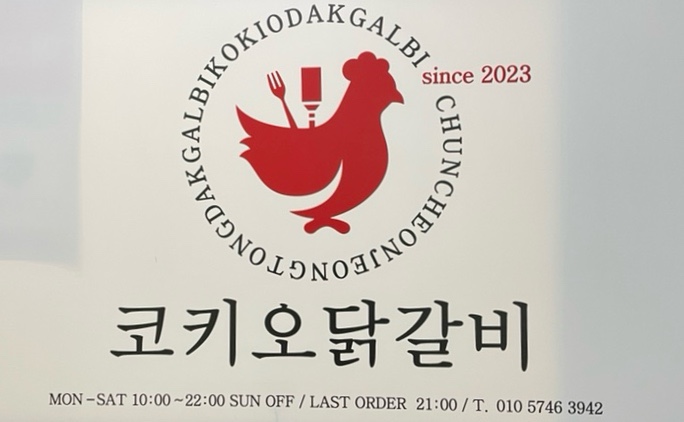 KOKIODAKGALBI CHUNCHEONJEONGTONGDAKGALBI
since 2023
코키오닭갈비
MON-SAT 10:00~22:00 SUN OFF / LAST ORDER 21:00 / T. 010 5746 3942